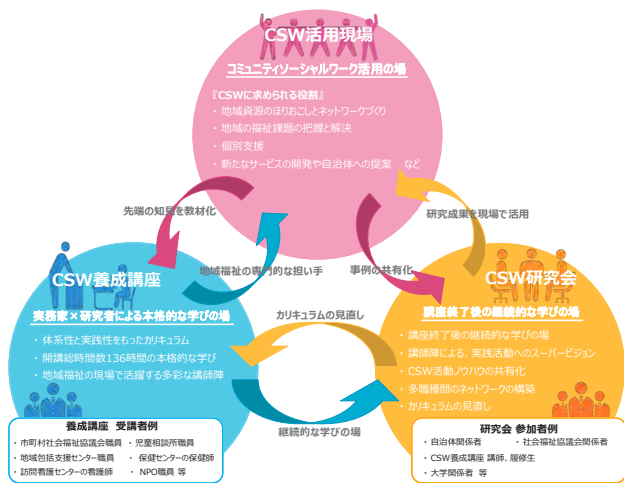 CSW活用現場
コミュニティソーシャルワーク活用の場
『CSWに求められる役割』
・地域資源のほりおこしとネットワークづくり
・地域の福祉課題の把握と解決
・個別支援
・新たなサービスの開発や自治体への提案 など
先端の知見を教材化
研究成果を現場で活用
地域福祉の専門的な担い手
事例の共有化
CSW養成講座
実務家×研究者による本格的な学びの場
・体系性と実践性をもったカリキュラム
・開講総時間数136時間の本格的な学び
・地域福祉の現場で活躍する多彩な講師陣
カリキュラムの見直し
継続的な学びの場
CSW研究会
講座終了後の継続的な学びの場
・講座終了後の継続的な学びの場
・講師陣による、実践活動へのスーパービジョン
・CSW活動ノウハウの共有化
・多職種間のネットワークの構築
・カリキュラムの見直し
養成講座 受講者例
・市町村社会福祉協議会職員 ・児童相談所職員
・地域包括支援センター職員 ・保健センターの保健師
・訪問看護センターの看護師 ・NPO職員 等
研究会 参加者例
・自治体関係者 ・社会福祉協議会関係者
・CSW養成講座 講師、履修生
・大学関係者 等